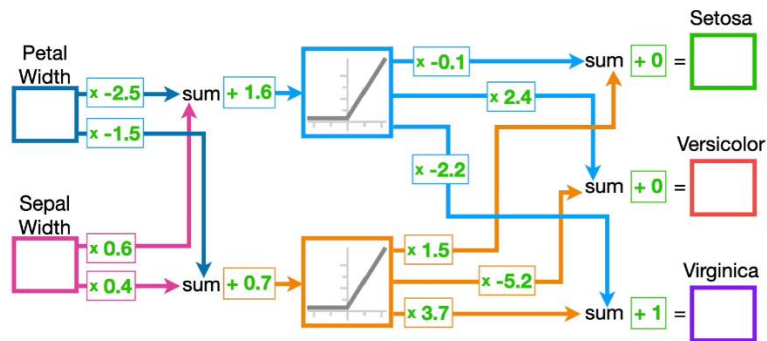 Setosa
Petal
Width
x -2.5
sum
+ 1.6
x -0.1
sum
+ 0
=
x 2.4
x -1.5
Versicolor
x -2.2
sum
+ 0
=
Sepal
Width
x 0.6
x 1.5
x 0.4
sum
+ 0.7
x -5.2
Virginica
x 3.7
sum
+ 1
=